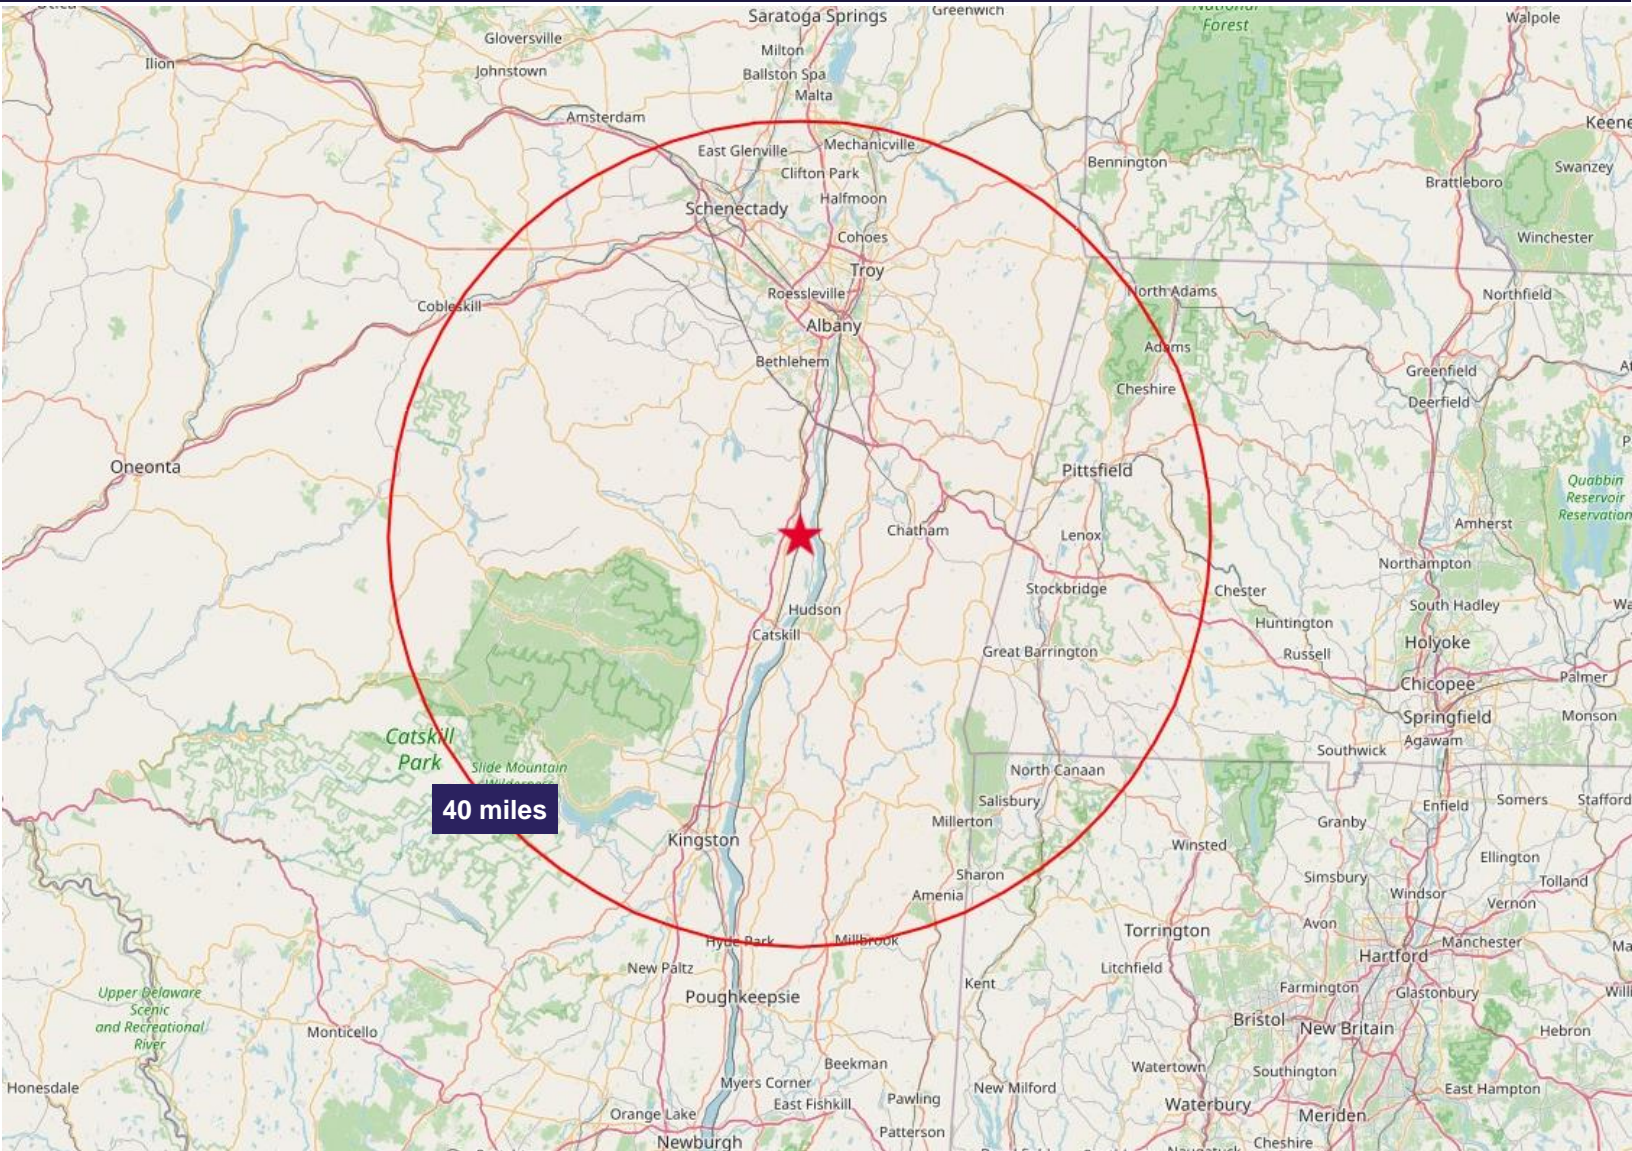 Saratoga Springs
Greenwich
National
Forest
Walpole
Gloversville
Milton
Ilion
Johnstown
Ballston Spa
Malta
Amsterdam
Keene
East Glenville
Mechanicville
Bennington
Clifton Park
Swanzey
Brattleboro
Halfmoon
Schenectady
Cohoes
Winchester
Troy
Roessleville
North Adams
Northfield
Cobleskill
Albany
Adams
Bethlehem
Greenfield
Cheshire
Deerfield
Oneonta
Pittsfield
Quabbin
Reservoir
Reservation
Chatham
Lenox
Amherst
Northampton
Stockbridge
Chester
Hudson
South Hadley
Catskill
Huntington
Great Barrington
Russell
Holyoke
Palmer
Chicopee
Springfield
Monson
Catskill
Park
Agawam
Southwick
Slide Mountain
Wilderness
North Canaan
40 miles
Salisbury
Enfield
Somers
Stafford
Millerton
Granby
Kingston
Winsted
Ellington
Sharon
Simsbury
Tolland
Amenia
Windsor
Vernon
Avon
Torrington
Hyde Park
Millbrook
Manchester
Hartford
New Paltz
Litchfield
Kent
Farmington
Glastonbury
Poughkeepsie
Upper Delaware
Scenic
and Recreational
River
Bristol
New Britain
Hebron
Monticello
Beekman
Watertown
Southington
Honesdale
Myers Corner
New Milford
East Hampton
Pawling
East Fishkill
Waterbury
Orange Lake
Meriden
Patterson
Newburgh
Cheshire